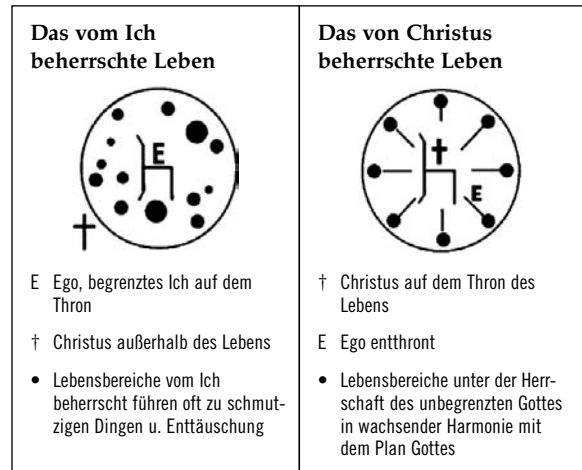 Das vom Ich
beherrschte Leben
E
†
E Ego, begrenztes Ich auf dem
Thron
† Christus außerhalb des Lebens
• Lebensbereiche vom Ich
beherrscht führen oft zu schmut-
zigen Dingen u. Enttäuschung
Das von Christus
beherrschte Leben
†
E
† Christus auf dem Thron des
Lebens
E Ego entthront
• Lebensbereiche unter der Herr-
schaft des unbegrenzten Gottes
in wachsender Harmonie mit
dem Plan Gottes